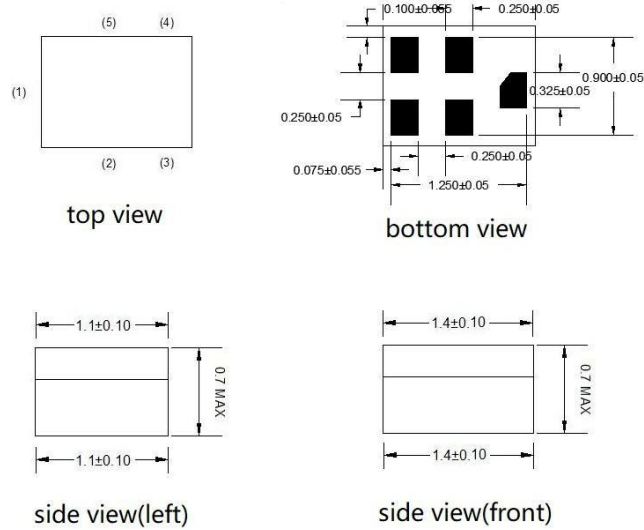 (5) (4)
(1)
(2) (3)
top view
0.100±0.055 0.250±0.05
0.900±0.05
0.325±0.05
0.250±0.05
0.075±0.055 0.250±0.05
1.250±0.05
bottom view
1.1±0.10
0.7 MAX
1.1±0.10
side view(left)
1.4±0.10
0.7 MAX
1.4±0.10
side view(front)